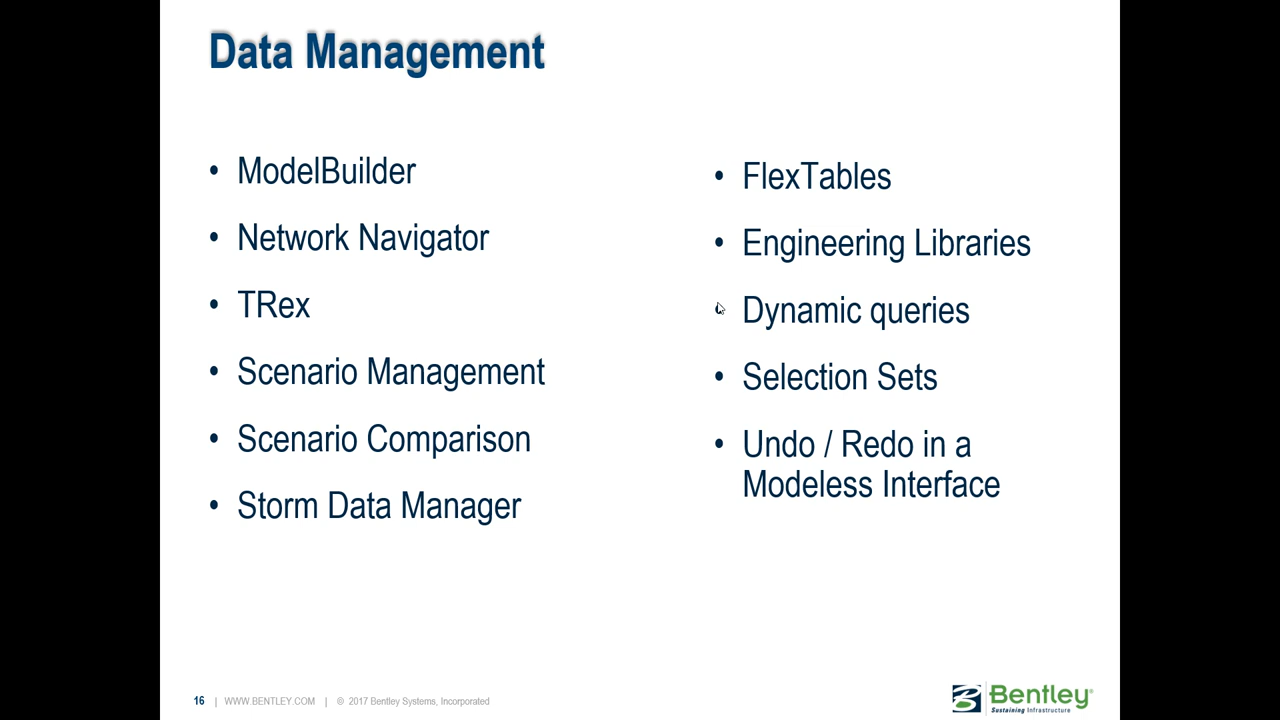 Data Management
• ModelBuilder
• Network Navigator
• TRex
• Scenario Management
• Scenario Comparison
• Storm Data Manager
• FlexTables
• Engineering Libraries
• Dynamic queries
• Selection Sets
• Undo / Redo in a
Modeless Interface
16 | WWW.BENTLEY.COM | © 2017 Bentley Systems, Incorporated
Bentley®
Sustaining Infrastructure